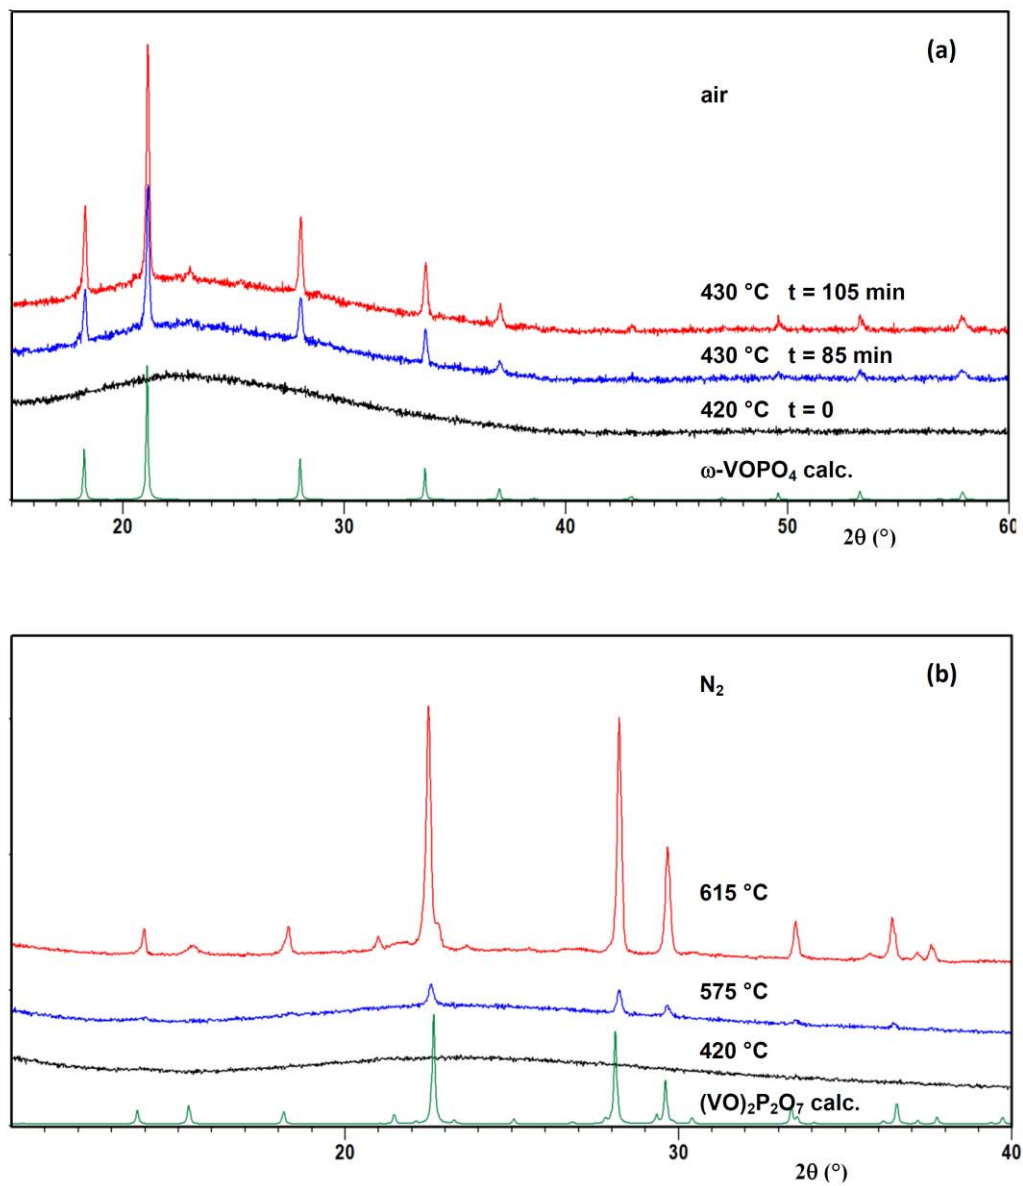 (a)
air
430 °C t = 105 min
430 °C t = 85 min
420 °C t = 0
ω-VOPO₄ calc.
20 30 40 50 60
2θ (°)
(b)
N₂
615 °C
575 °C
420 °C
(VO)₂P₂O₇ calc.
20 30 40
2θ (°)